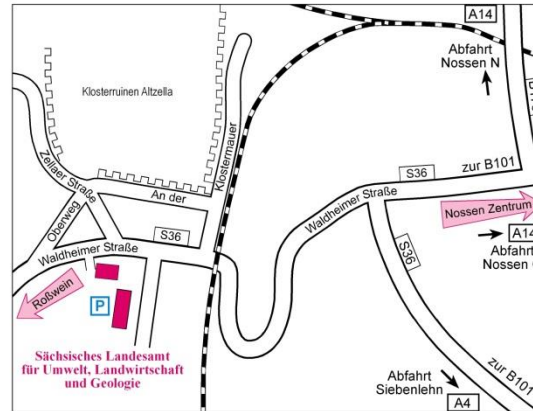 A14
Abfahrt
Nossen N
Klosterruinen Altzella
Zellaer Straße
An der
Klostermauer
Oberweg
S36
Waldheimer Straße
Roßwein
P
Sächsisches Landesamt
für Umwelt, Landwirtschaft
und Geologie
Waldheimer Straße
S36
zur B101
Nossen Zentrum
A14
Abfahrt
Nossen
S36
zur B101
Abfahrt
Siebenlehn
A4